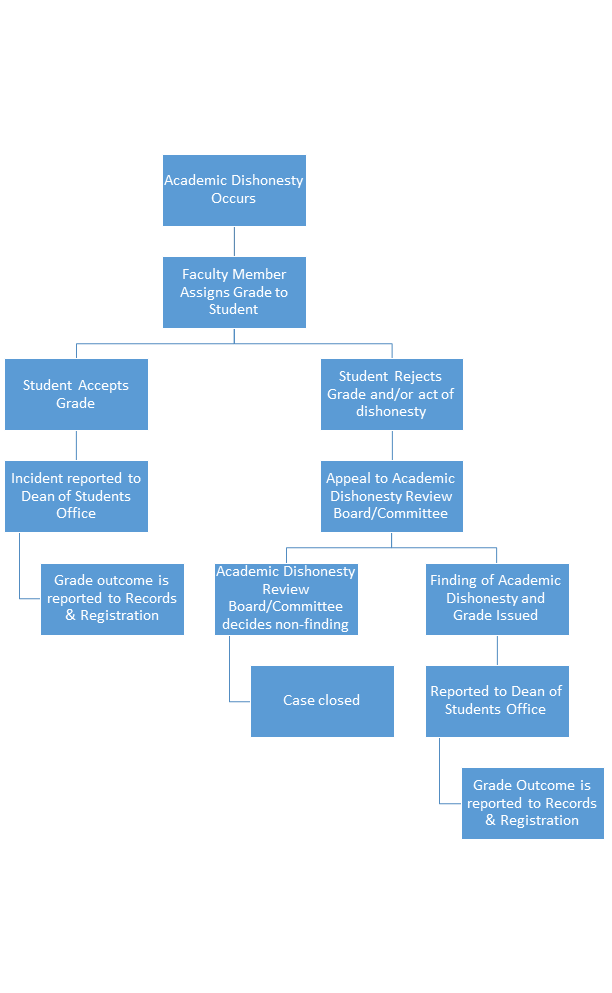 Academic Dishonesty
Occurs
Faculty Member
Assigns Grade to
Student
Student Accepts
Grade
Student Rejects
Grade and/or act of
dishonesty
Incident reported to
Dean of Students
Office
Appeal to Academic
Dishonesty Review
Board/Committee
Grade outcome is
reported to Records
& Registration
Academic Dishonesty
Review
Board/Committee
decides non-finding
Finding of Academic
Dishonesty and
Grade Issued
Case closed
Reported to Dean of
Students Office
Grade Outcome is
reported to Records
& Registration